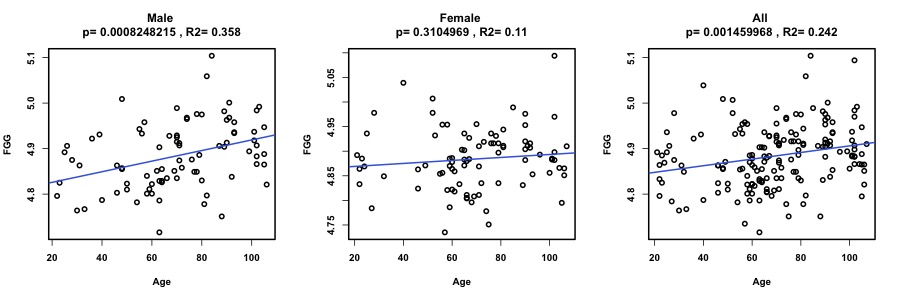 Male
p= 0.0008248215 , R2= 0.358
FGG
5.1
5.0
4.9
4.8
20 40 60 80 100
Age
Female
p= 0.3104969 , R2= 0.11
FGG
5.05
4.95
4.85
4.75
20 40 60 80 100
Age
All
p= 0.001459968 , R2= 0.242
FGG
5.1
5.0
4.9
4.8
20 40 60 80 100
Age